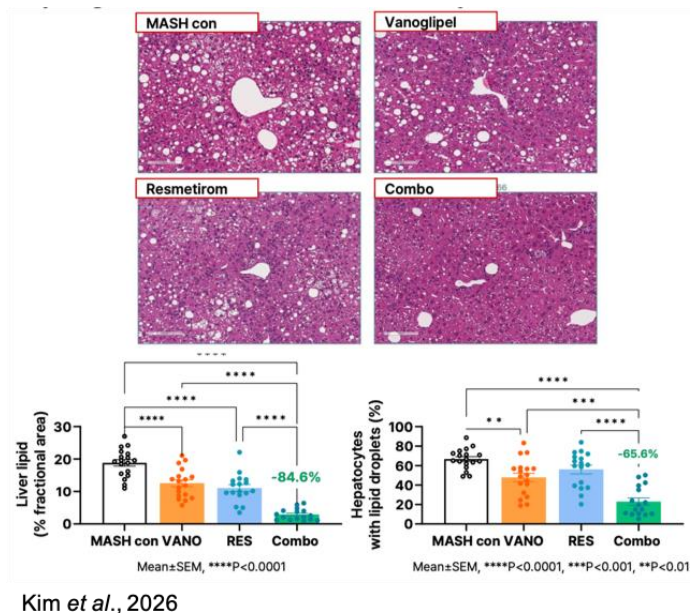 MASH con
Vanoglipel
Resmetirom
Combo
****
****
****
****
****
30
20
10
0
Liver lipid
(% fractional area)
-84.6%
MASH con VANO RES Combo
Mean±SEM, ****P<0.0001
****
***
**
****
100
80
60
40
20
0
Hepatocytes
with lipid droplets (%)
-65.6%
MASH con VANO RES Combo
Mean±SEM, ****P<0.0001, ***P<0.001, **P<0.01
Kim et al., 2026